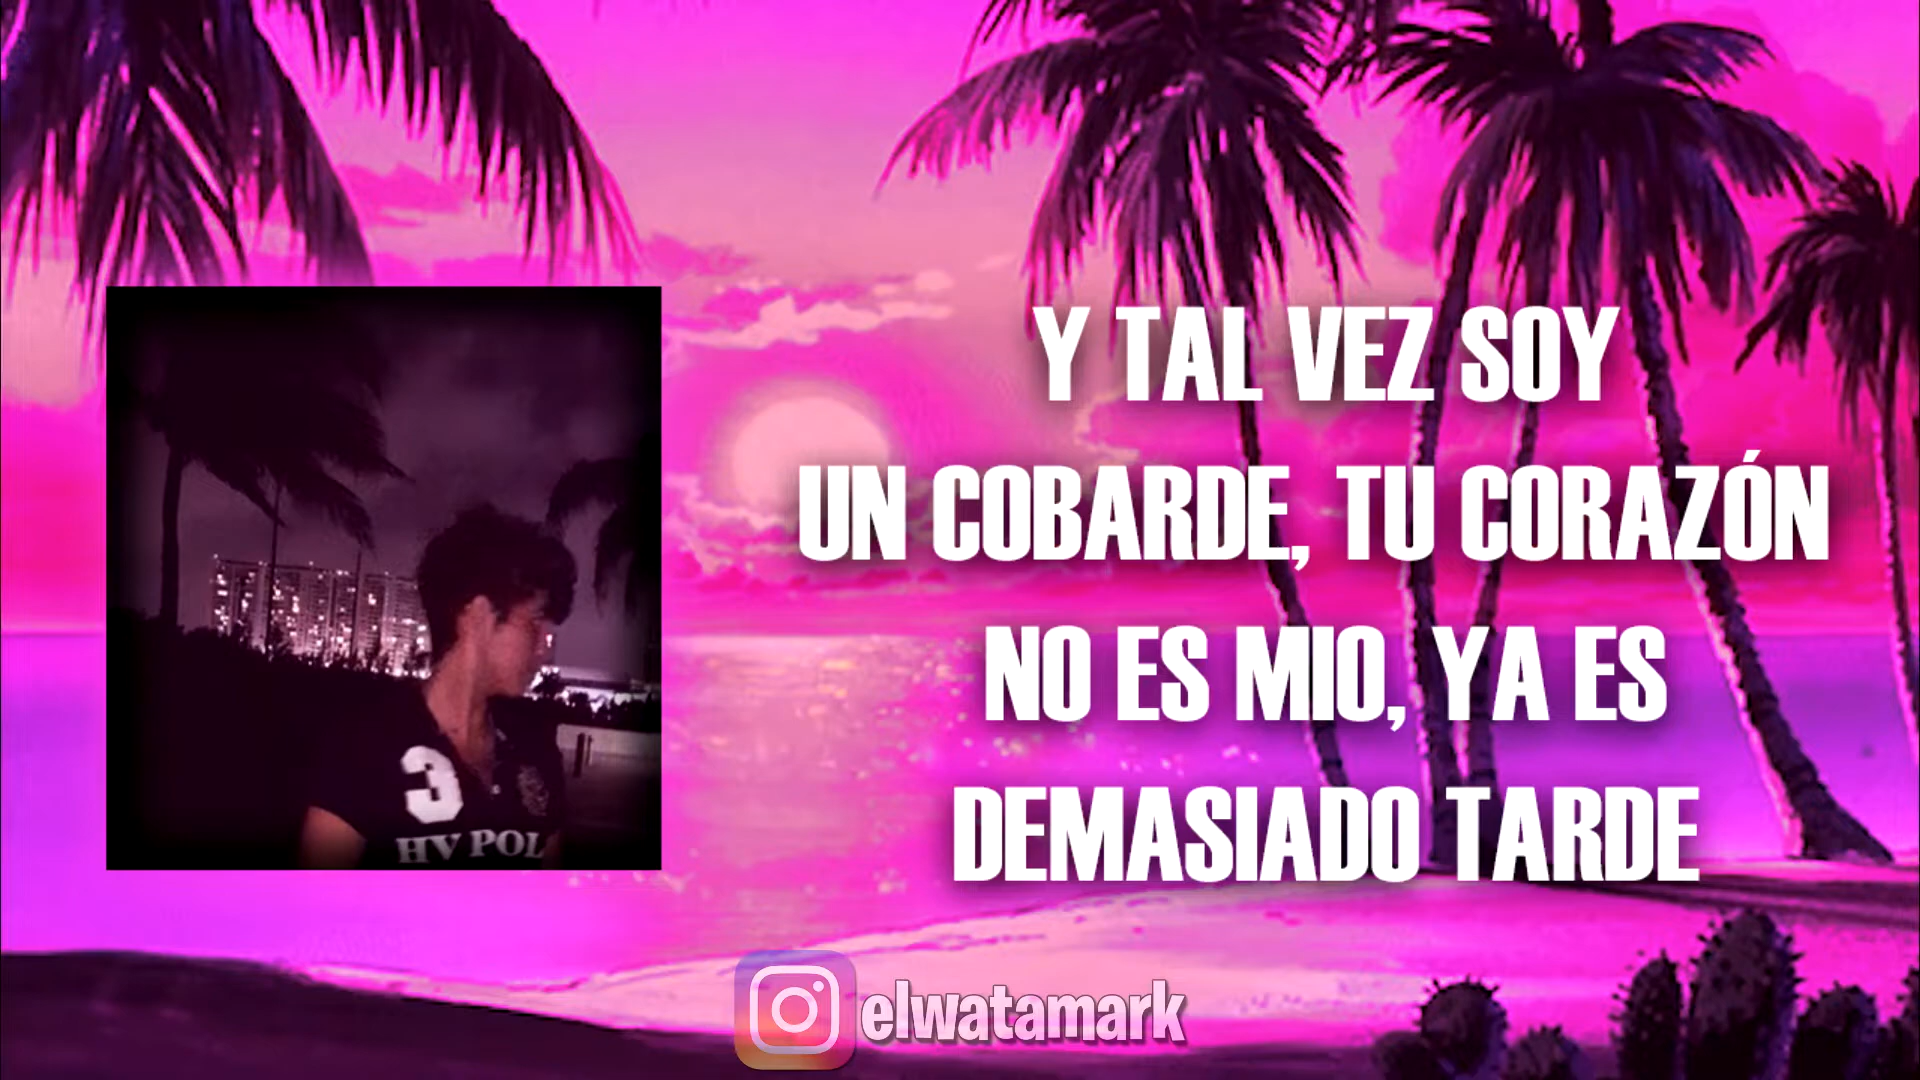 Y TAL VEZ SOY
UN COBARDE, TU CORAZÓN
NO ES MIO, YA ES
DEMASIADO TARDE
3
HV POL
elwatamark